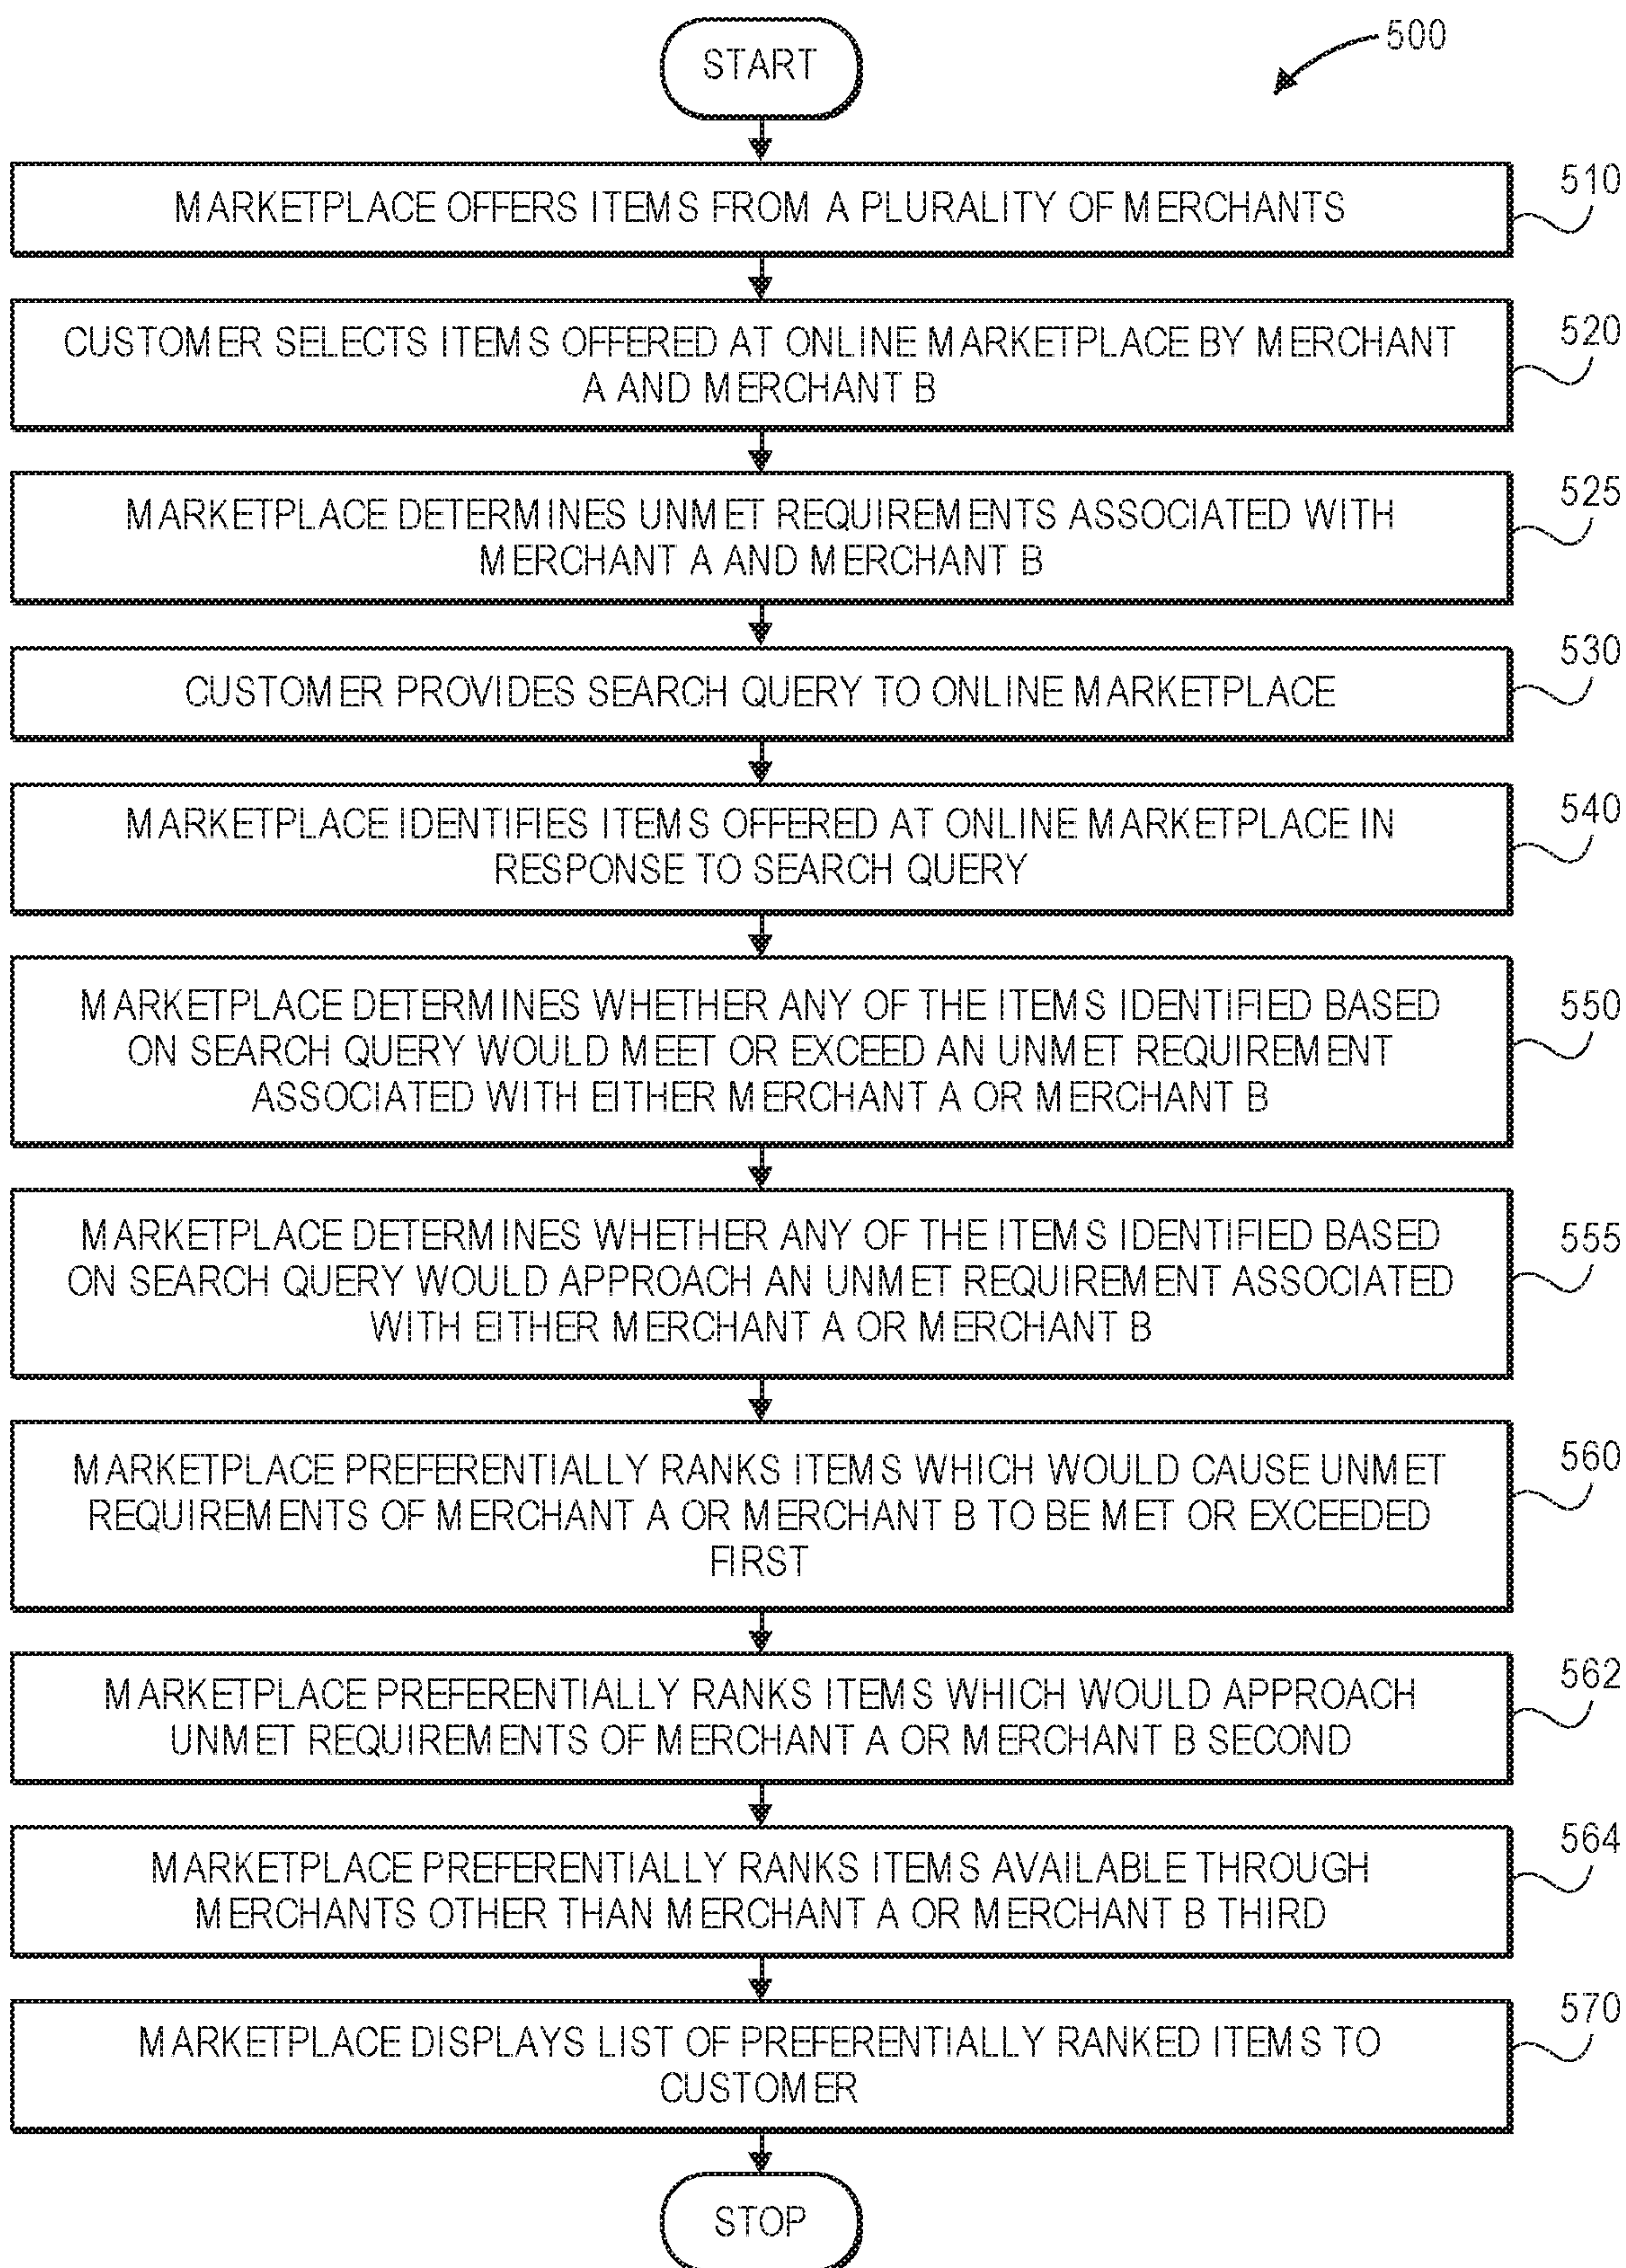 START
500
MARKETPLACE OFFERS ITEMS FROM A PLURALITY OF MERCHANTS
510
CUSTOMER SELECTS ITEMS OFFERED AT ONLINE MARKETPLACE BY MERCHANT
A AND MERCHANT B
520
MARKETPLACE DETERMINES UNMET REQUIREMENTS ASSOCIATED WITH
MERCHANT A AND MERCHANT B
525
CUSTOMER PROVIDES SEARCH QUERY TO ONLINE MARKETPLACE
530
MARKETPLACE IDENTIFIES ITEMS OFFERED AT ONLINE MARKETPLACE IN
RESPONSE TO SEARCH QUERY
540
MARKETPLACE DETERMINES WHETHER ANY OF THE ITEMS IDENTIFIED BASED
ON SEARCH QUERY WOULD MEET OR EXCEED AN UNMET REQUIREMENT
ASSOCIATED WITH EITHER MERCHANT A OR MERCHANT B
550
MARKETPLACE DETERMINES WHETHER ANY OF THE ITEMS IDENTIFIED BASED
ON SEARCH QUERY WOULD APPROACH AN UNMET REQUIREMENT ASSOCIATED
WITH EITHER MERCHANT A OR MERCHANT B
555
MARKETPLACE PREFERENTIALLY RANKS ITEMS WHICH WOULD CAUSE UNMET
REQUIREMENTS OF MERCHANT A OR MERCHANT B TO BE MET OR EXCEEDED
FIRST
560
MARKETPLACE PREFERENTIALLY RANKS ITEMS WHICH WOULD APPROACH
UNMET REQUIREMENTS OF MERCHANT A OR MERCHANT B SECOND
562
MARKETPLACE PREFERENTIALLY RANKS ITEMS AVAILABLE THROUGH
MERCHANTS OTHER THAN MERCHANT A OR MERCHANT B THIRD
564
MARKETPLACE DISPLAYS LIST OF PREFERENTIALLY RANKED ITEMS TO
CUSTOMER
570
STOP